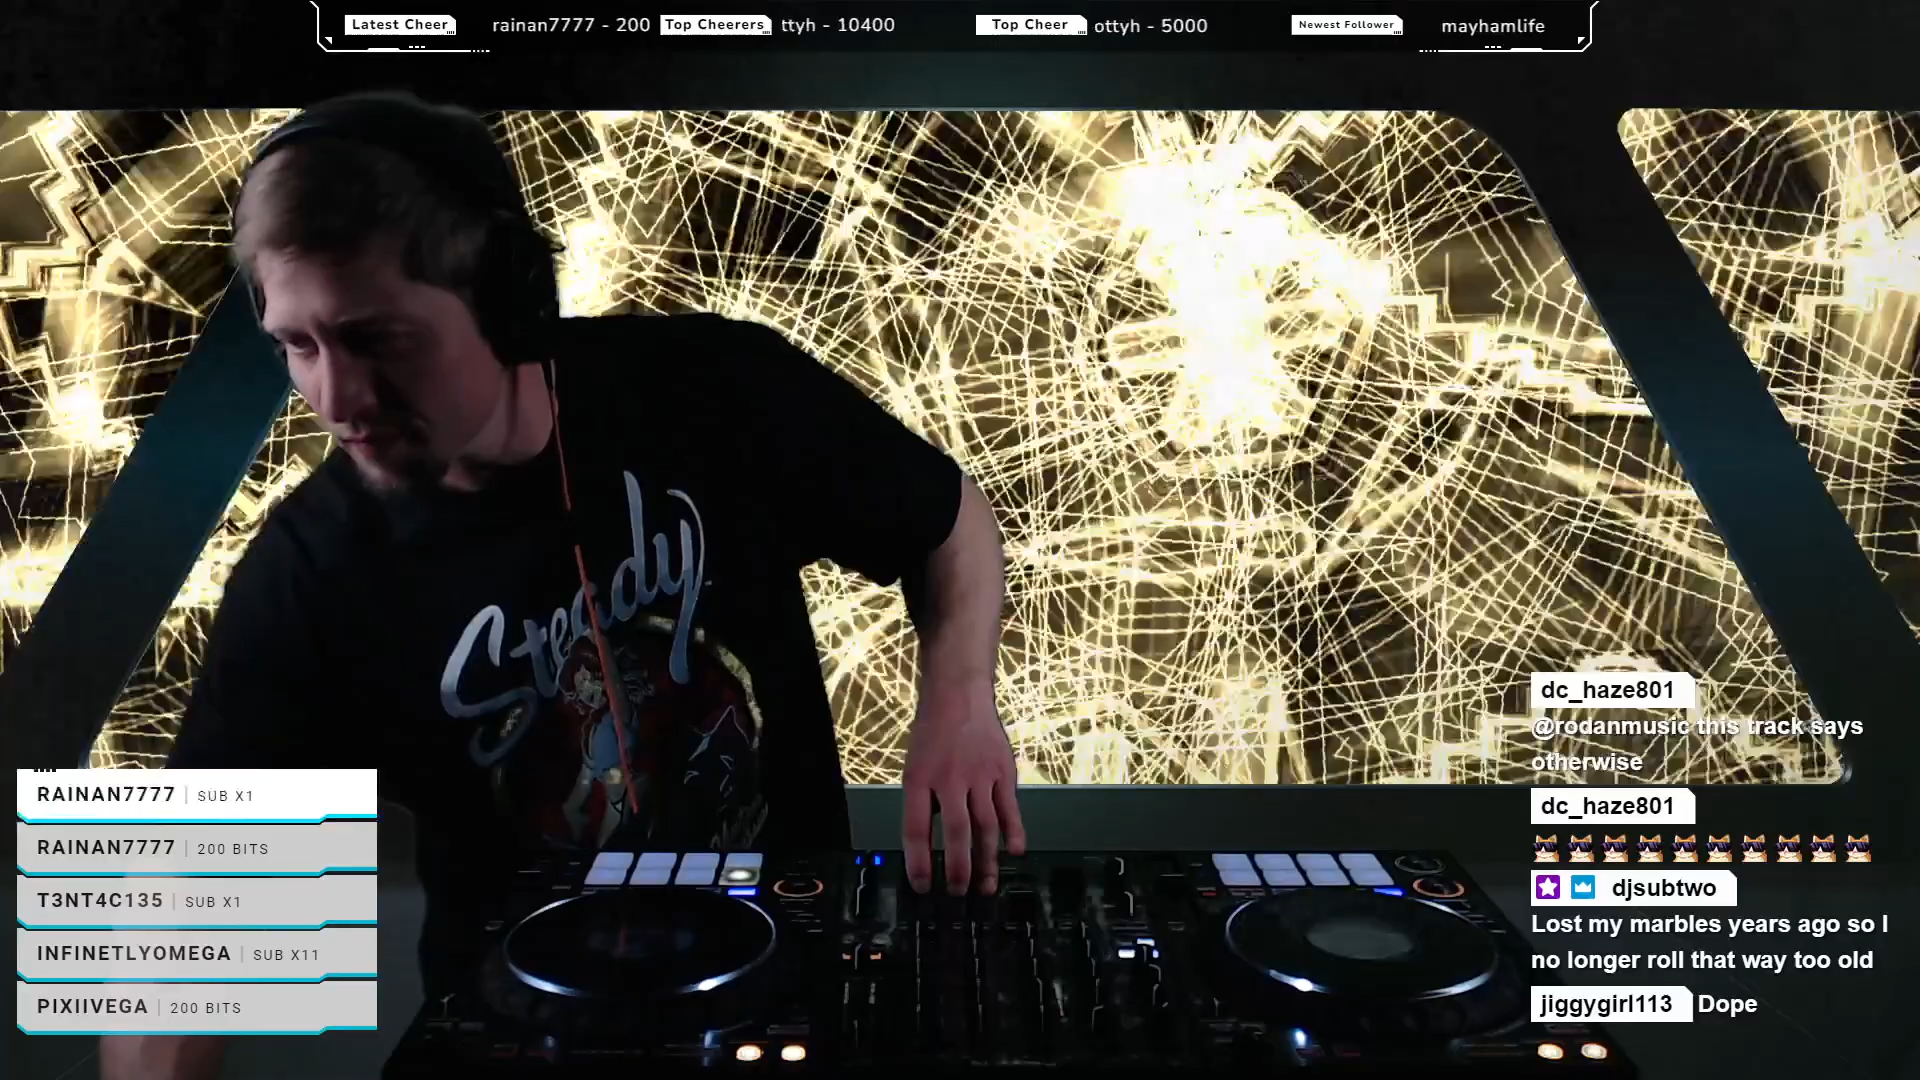 Latest Cheer rainan7777 - 200 Top Cheerers ttyh - 10400 Top Cheer ottyh - 5000 Newest Follower mayhamlife
Steady
RAINAN7777 | SUB X1
RAINAN7777 | 200 BITS
T3NT4C135 | SUB X1
INFINETLYOMEGA | SUB X11
PIXIIVEGA | 200 BITS
dc_haze801
@rodanmusic this track says
otherwise
dc_haze801
djsubtwo
Lost my marbles years ago so I
no longer roll that way too old
jiggygirl113 Dope